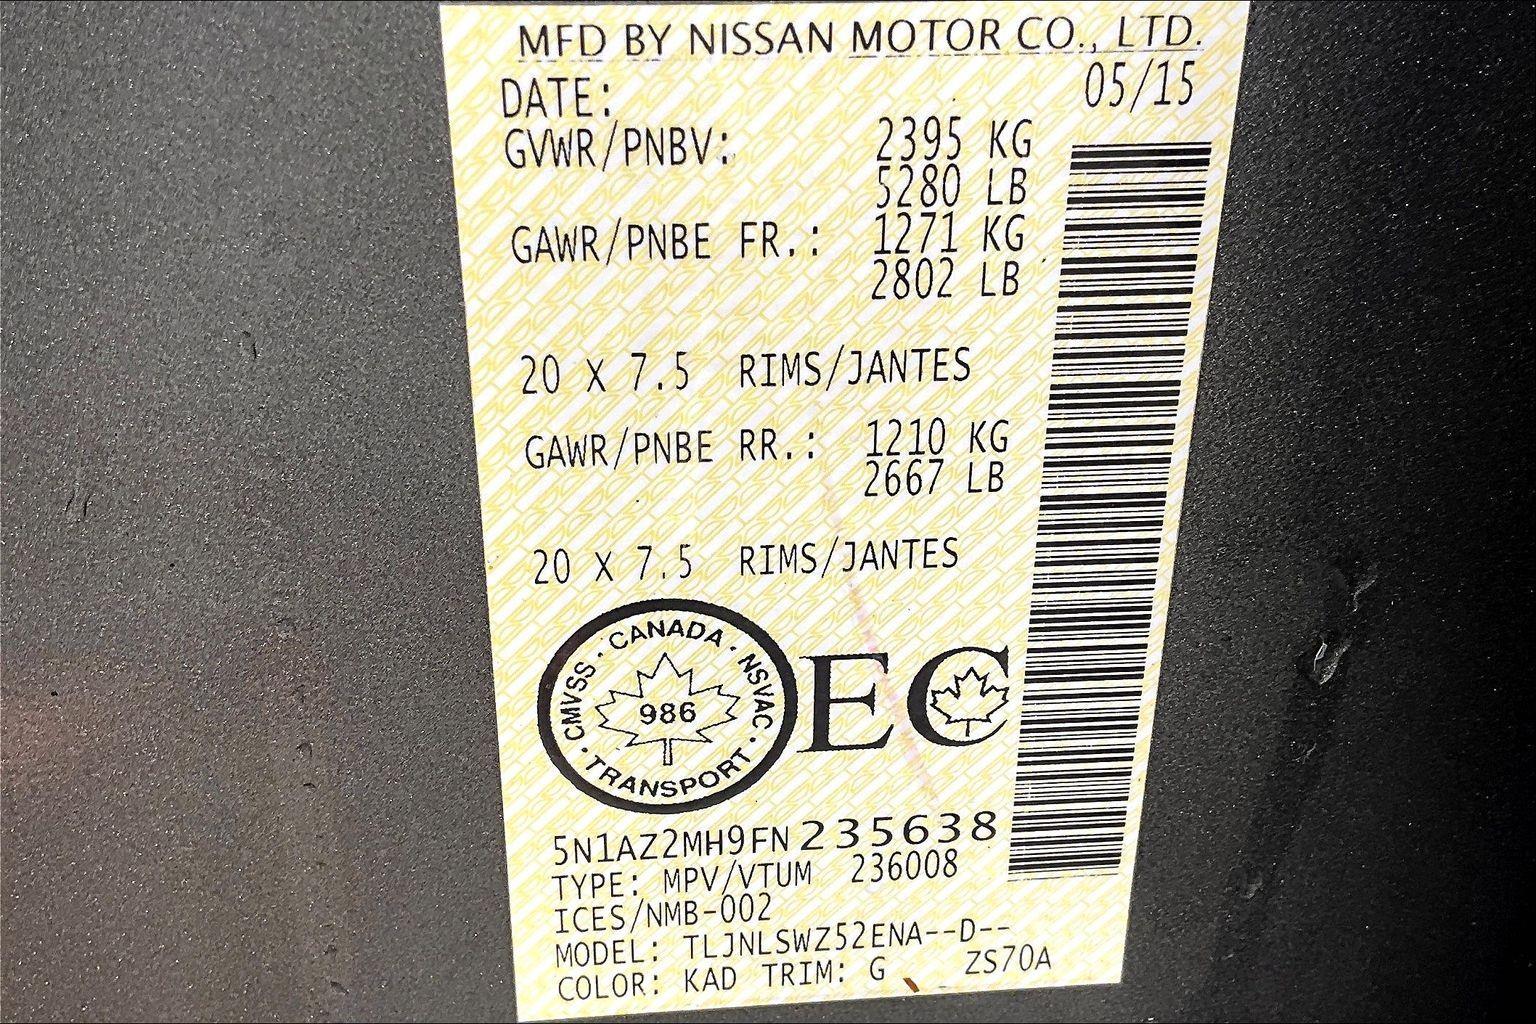 MFD BY NISSAN MOTOR CO., LTD.
DATE: 05/15
GVWR/PNBV: 2395 KG
5280 LB
GAWR/PNBE FR.: 1271 KG
2802 LB
20 X 7.5 RIMS/JANTES
GAWR/PNBE RR.: 1210 KG
2667 LB
20 X 7.5 RIMS/JANTES
CMVSS · CANADA · NSVAC · TRANSPORT ·
986
EC
5N1AZ2MH9FN235638
TYPE: MPV/VTUM 236008
ICES/NMB-002
MODEL: TLJNLSWZ52ENA--D--
COLOR: KAD TRIM: G ZS70A